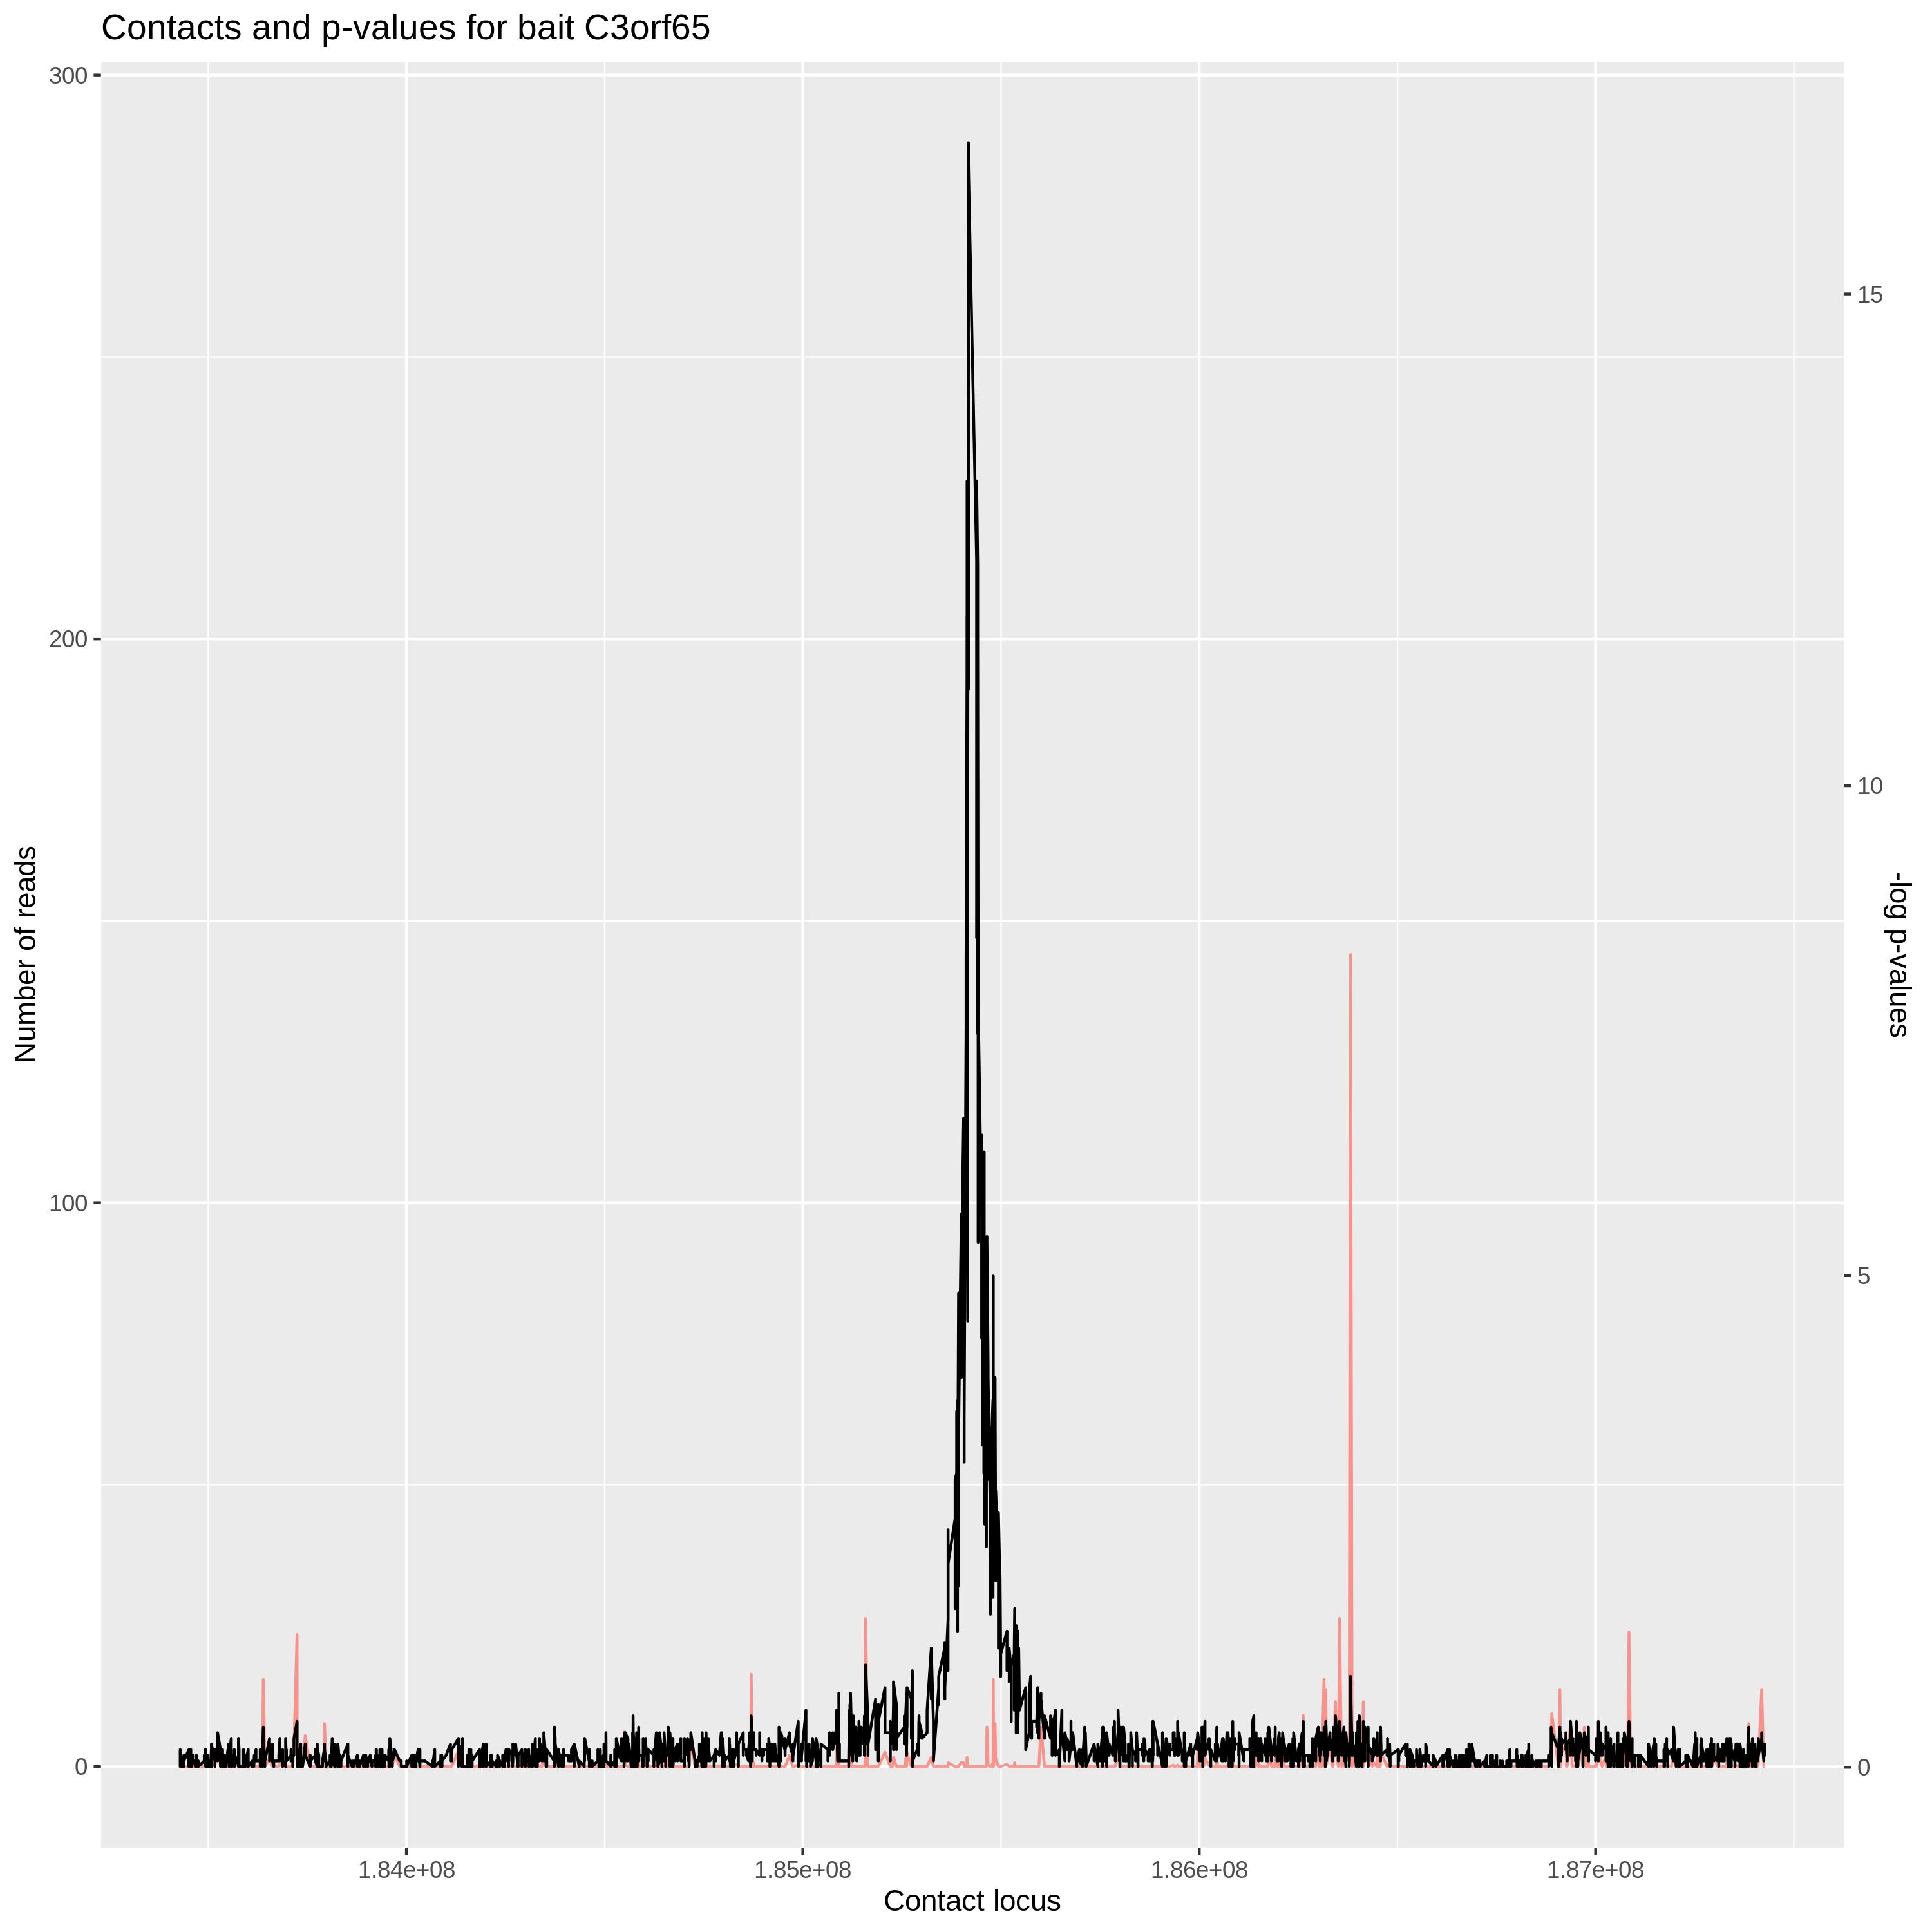 Contacts and p-values for bait C3orf65
300
200
100
0
Number of reads
15
10
5
0
-log p-values
1.84e+08
1.85e+08
1.86e+08
1.87e+08
Contact locus